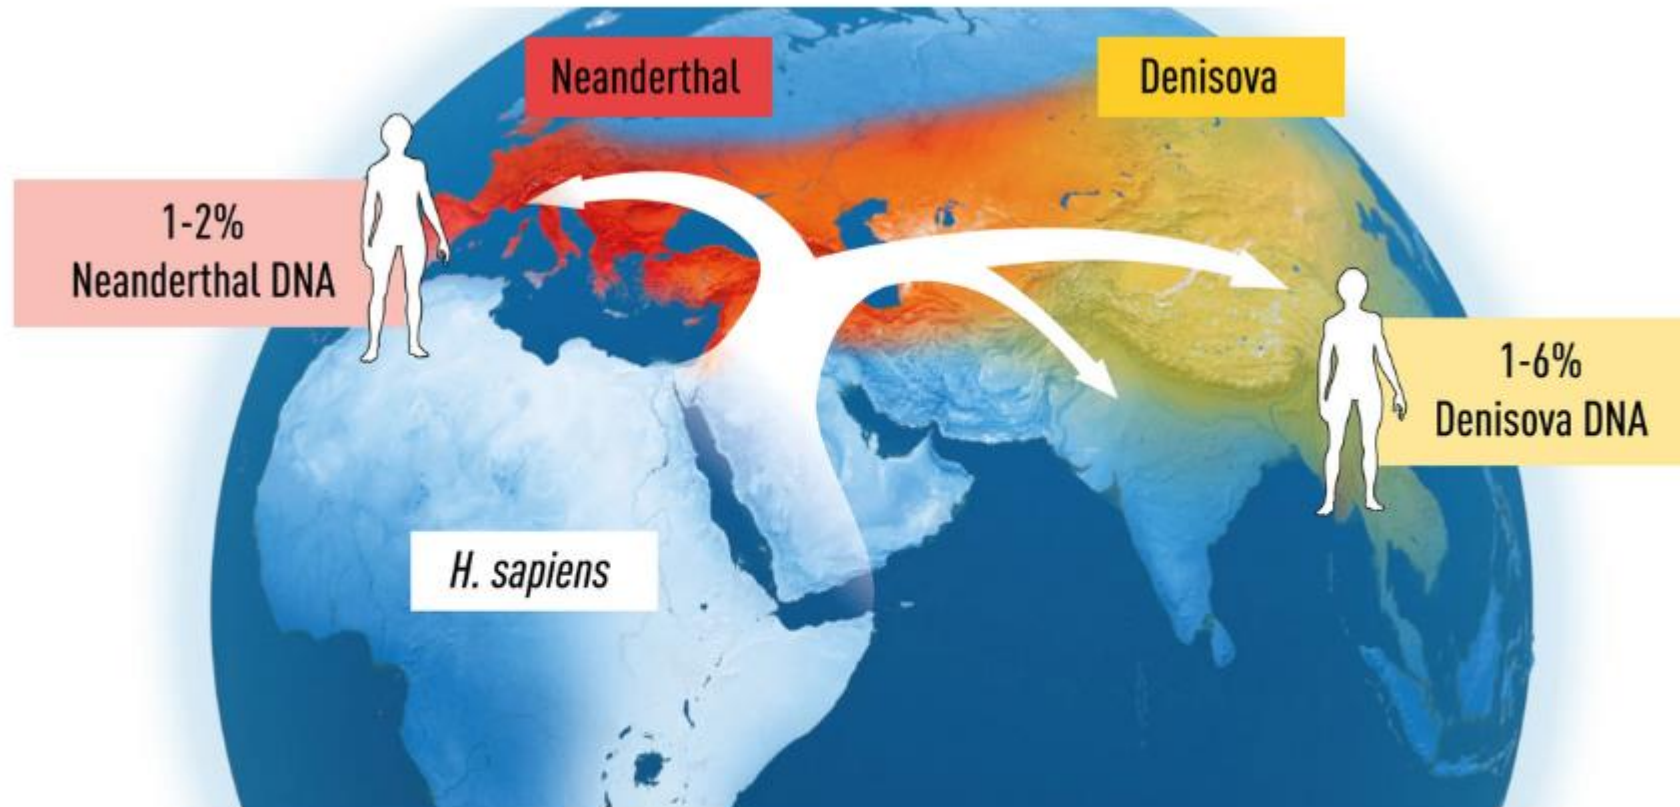 Neanderthal
Denisova
1-2%
Neanderthal DNA
1-6%
Denisova DNA
H. sapiens